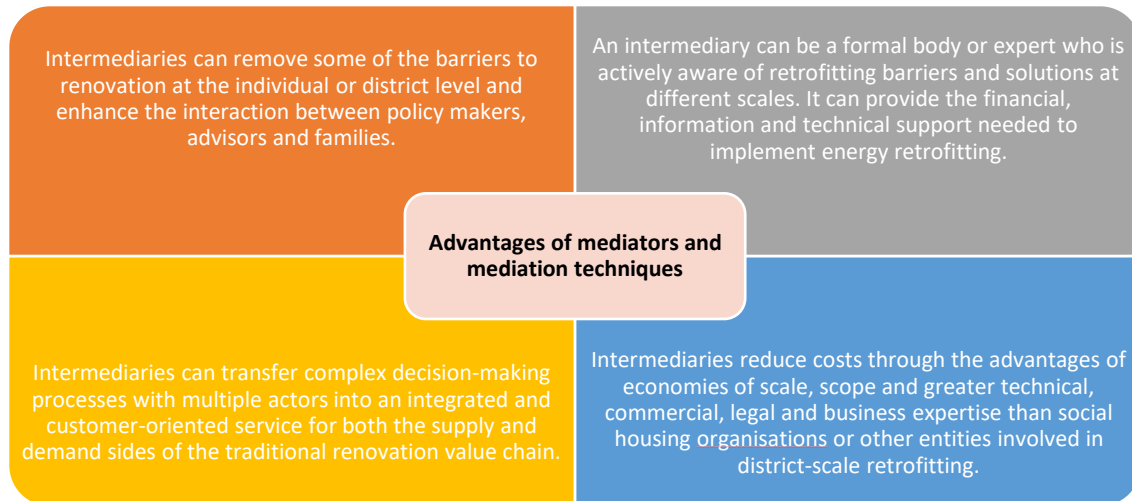 Intermediaries can remove some of the barriers to
renovation at the individual or district level and
enhance the interaction between policy makers,
advisors and families.
An intermediary can be a formal body or expert who is
actively aware of retrofitting barriers and solutions at
different scales. It can provide the financial,
information and technical support needed to
implement energy retrofitting.
Advantages of mediators and
mediation techniques
Intermediaries can transfer complex decision-making
processes with multiple actors into an integrated and
customer-oriented service for both the supply and
demand sides of the traditional renovation value chain.
Intermediaries reduce costs through the advantages of
economies of scale, scope and greater technical,
commercial, legal and business expertise than social
housing organisations or other entities involved in
district-scale retrofitting.